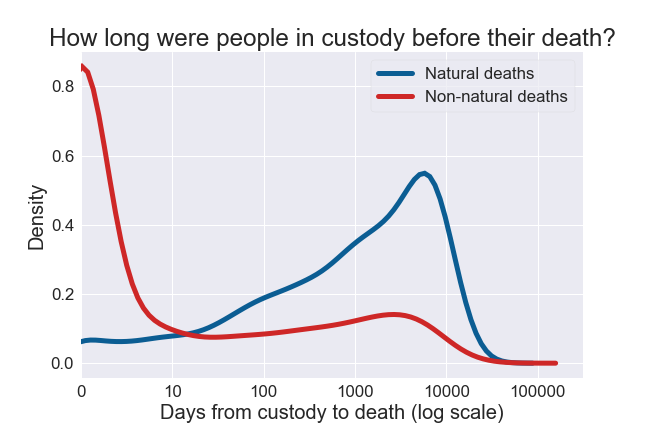 How long were people in custody before their death?
Natural deaths
Non-natural deaths
Density
0.8
0.6
0.4
0.2
0.0
0 10 100 1000 10000 100000
Days from custody to death (log scale)